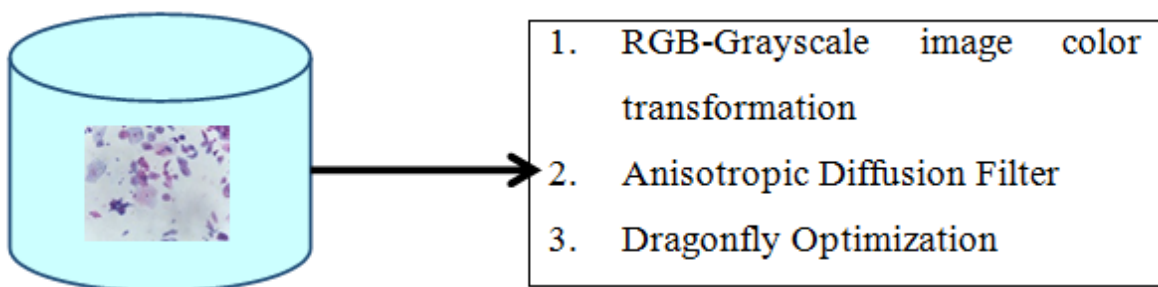 1. RGB-Grayscale image color
transformation
2. Anisotropic Diffusion Filter
3. Dragonfly Optimization